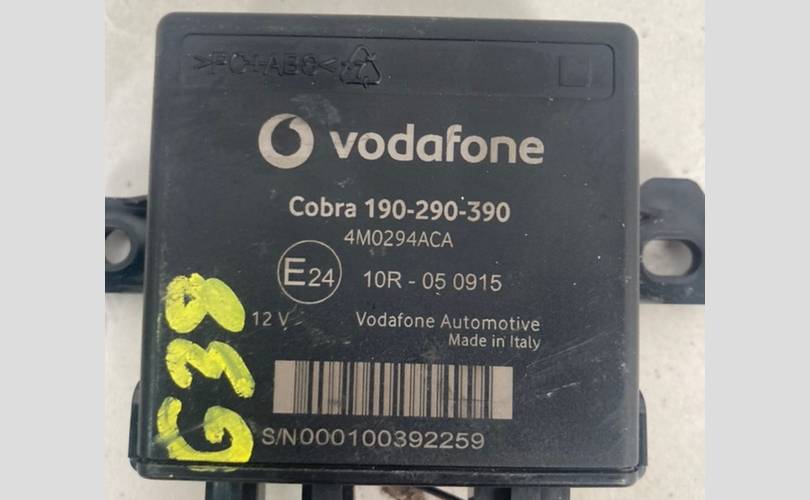 >PC+ABS<
vodafone
Cobra 190-290-390
4M0294ACA
E24 10R - 05 0915
12 V Vodafone Automotive
Made in Italy
S/N000100392259